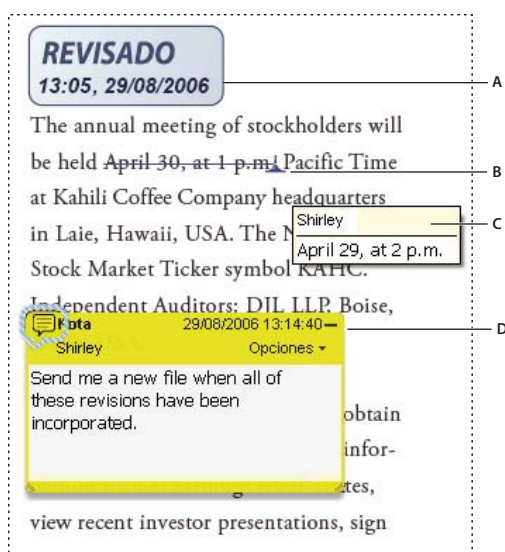 REVISADO
13:05, 29/08/2006
A
The annual meeting of stockholders will
be held April 30, at 1 p.m. Pacific Time
B
at Kahili Coffee Company headquarters
Shirley
C
in Laie, Hawaii, USA. The
April 29, at 2 p.m.
Stock Market Ticker symbol KAHC.
Independent Auditors: DJL LLP, Boise,
Nota 29/08/2006 13:14:40
D
Shirley Opciones
Send me a new file when all of
these revisions have been
incorporated.
obtain
infor-
view recent investor presentations, sign